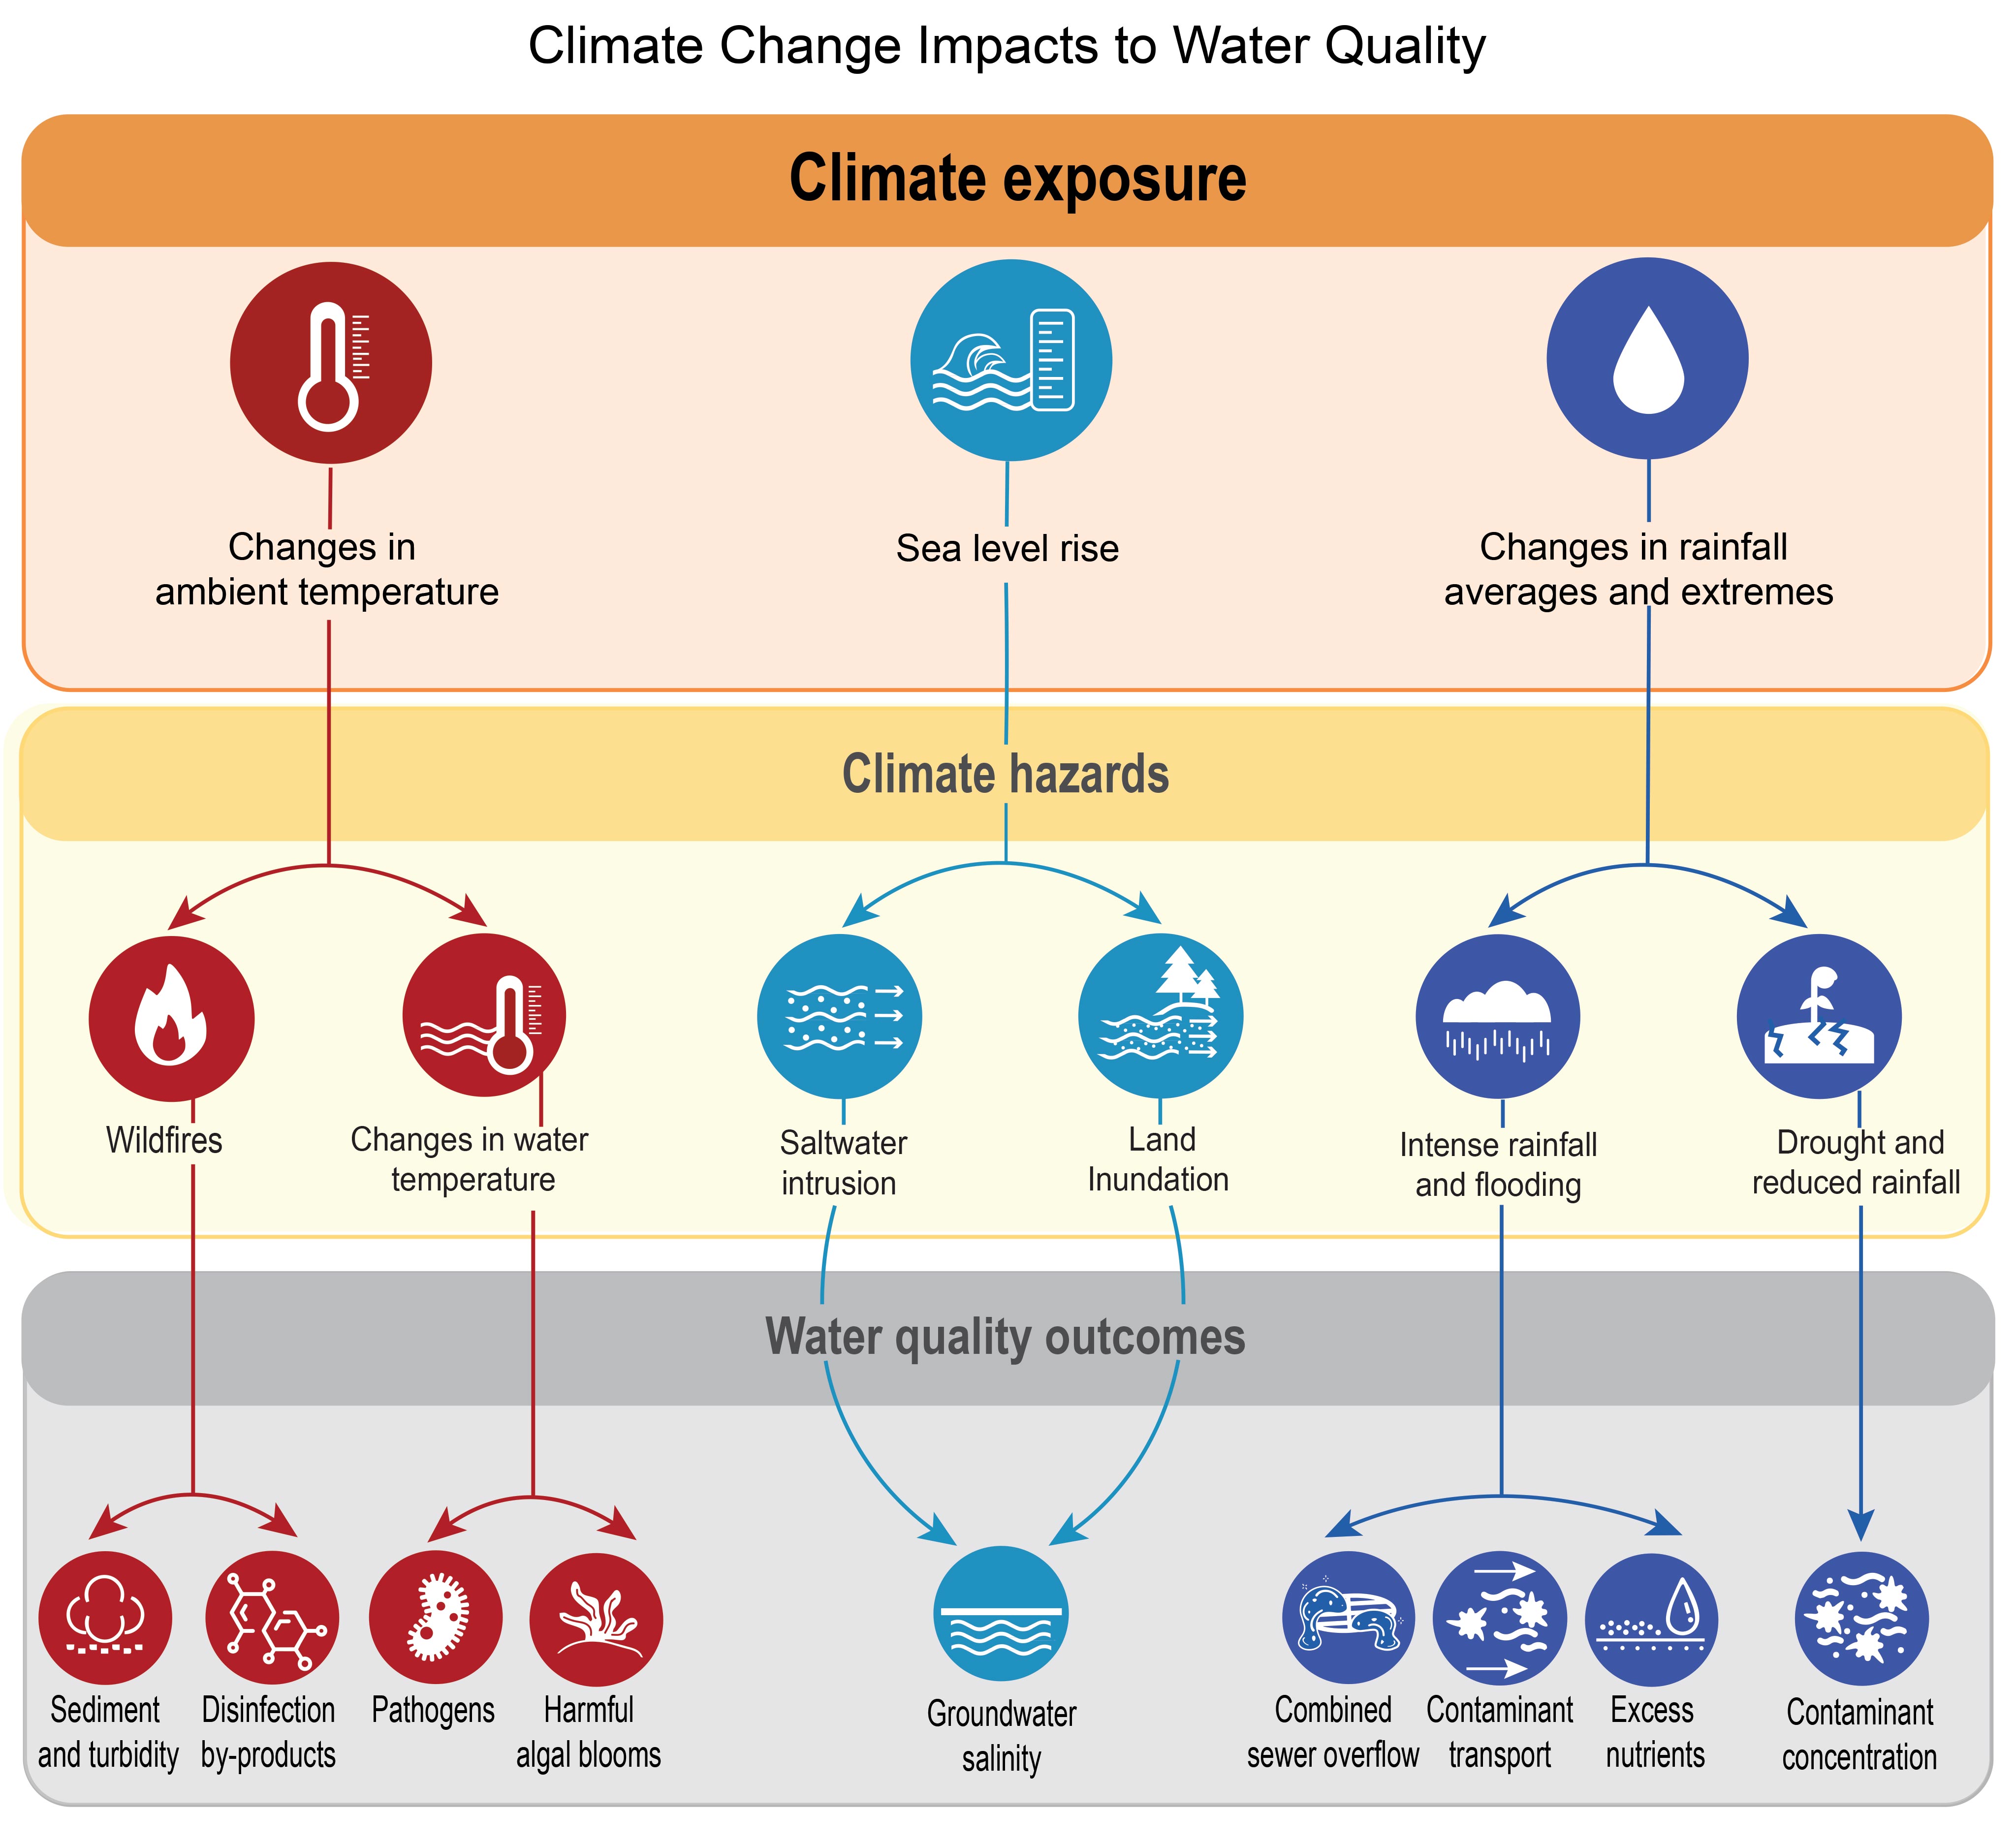 Climate Change Impacts to Water Quality
Climate exposure
Changes in
ambient temperature
Sea level rise
Changes in rainfall
averages and extremes
Climate hazards
Wildfires
Changes in water
temperature
Saltwater
intrusion
Land
Inundation
Intense rainfall
and flooding
Drought and
reduced rainfall
Water quality outcomes
Sediment
and turbidity
Disinfection
by-products
Pathogens
Harmful
algal blooms
Groundwater
salinity
Combined
sewer overflow
Contaminant
transport
Excess
nutrients
Contaminant
concentration